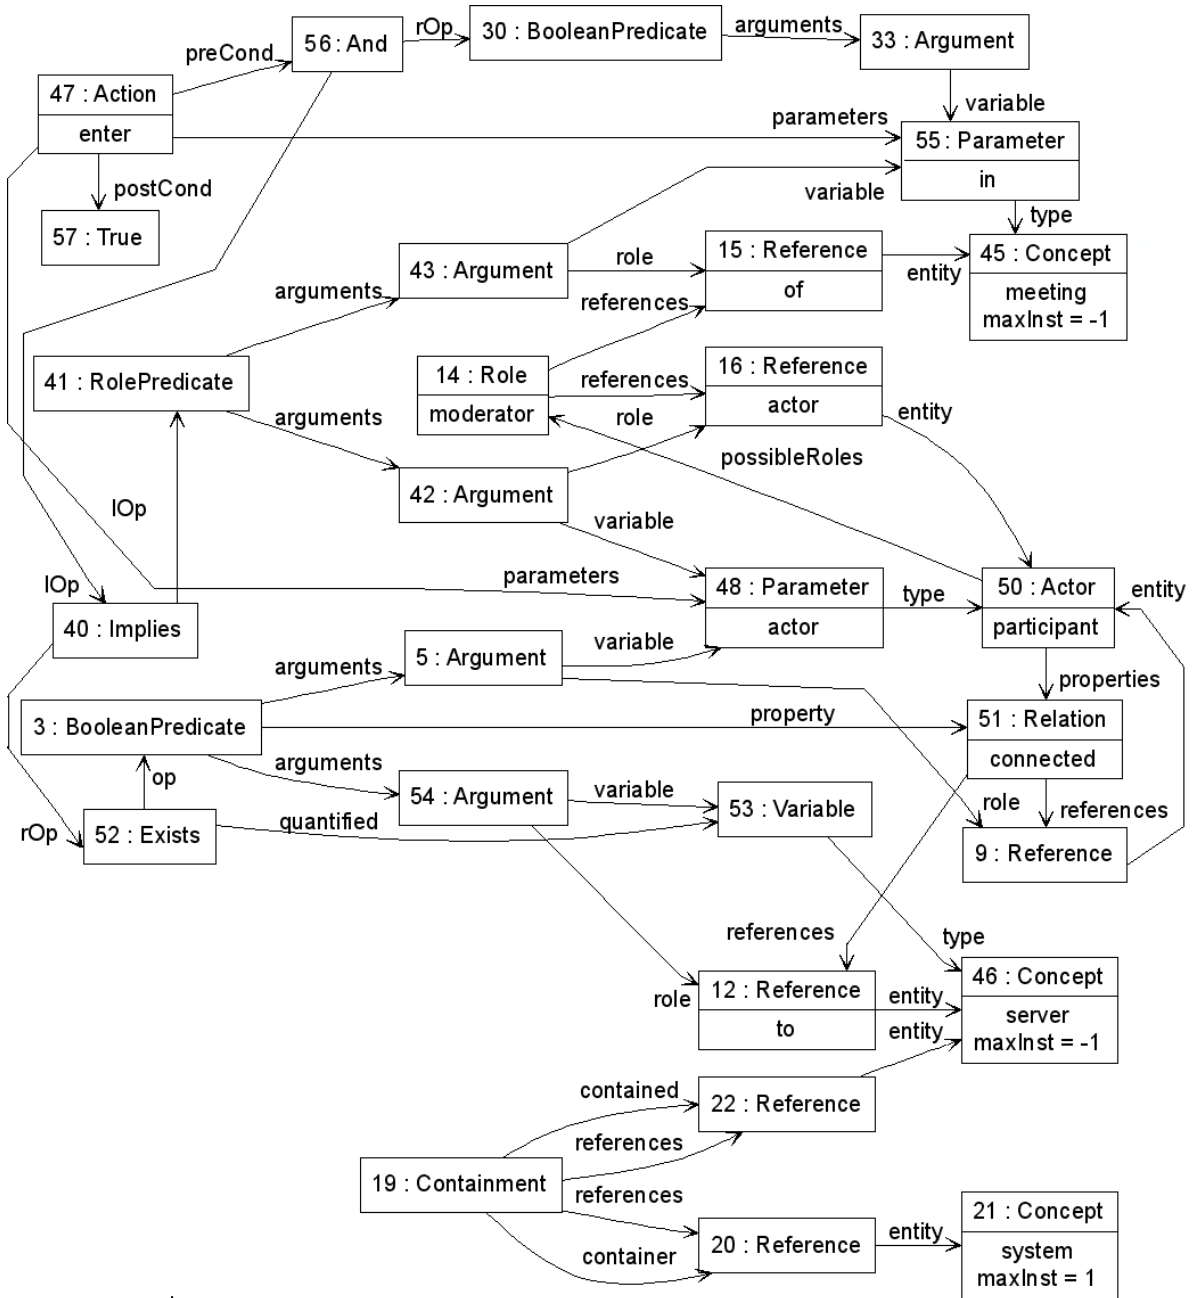 56 : And
rOp
30 : BooleanPredicate
arguments
33 : Argument
preCond
47 : Action
enter
variable
parameters
55 : Parameter
in
postCond
variable
type
57 : True
43 : Argument
role
15 : Reference
of
entity
45 : Concept
meeting
maxInst = -1
arguments
references
41 : RolePredicate
14 : Role
moderator
references
16 : Reference
actor
role
entity
arguments
possibleRoles
42 : Argument
lOp
variable
lOp
parameters
48 : Parameter
actor
type
50 : Actor
participant
entity
40 : Implies
5 : Argument
variable
arguments
properties
3 : BooleanPredicate
property
51 : Relation
connected
op
arguments
54 : Argument
variable
53 : Variable
role
references
rOp
52 : Exists
quantified
9 : Reference
references
type
role
12 : Reference
to
entity
46 : Concept
server
maxInst = -1
entity
contained
22 : Reference
references
19 : Containment
references
container
20 : Reference
entity
21 : Concept
system
maxInst = 1